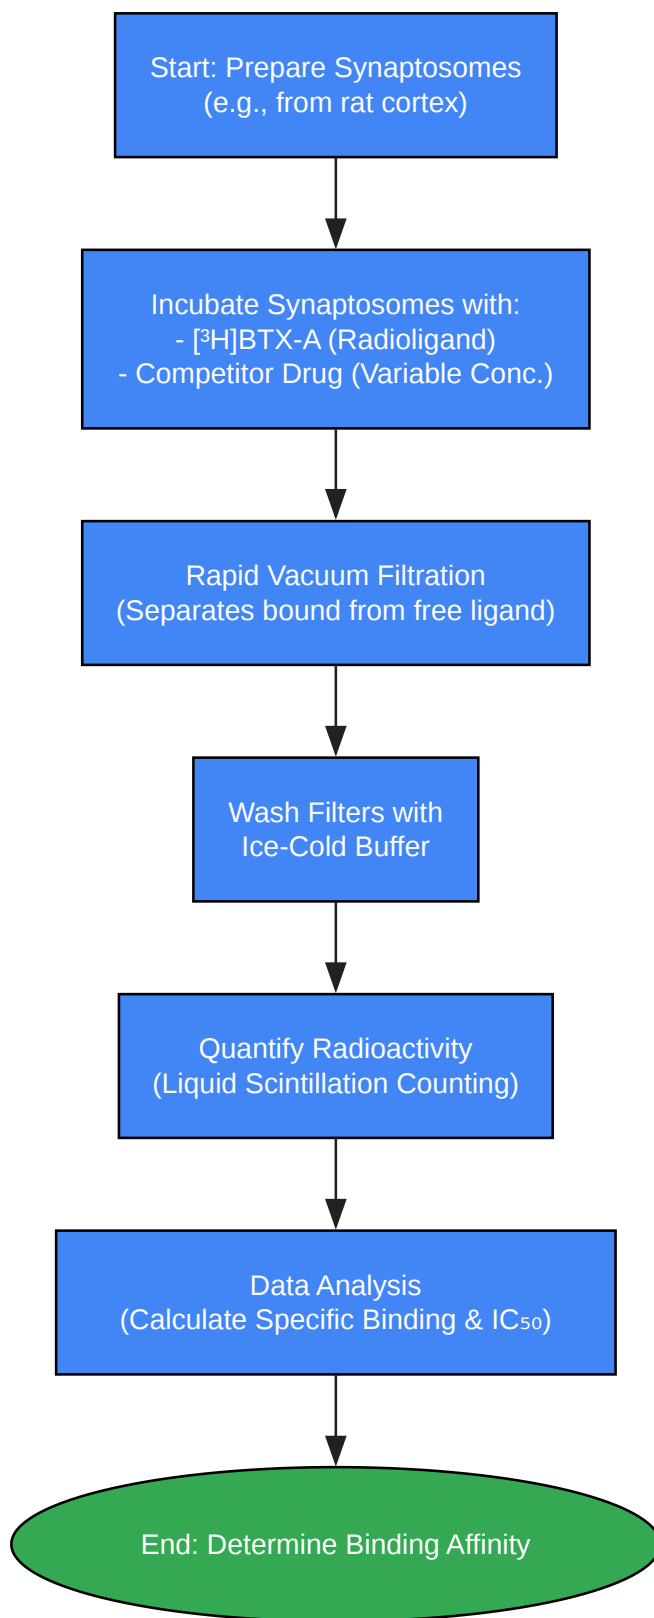 Start: Prepare Synaptosomes
(e.g., from rat cortex)
Incubate Synaptosomes with:
- [³H]BTX-A (Radioligand)
- Competitor Drug (Variable Conc.)
Rapid Vacuum Filtration
(Separates bound from free ligand)
Wash Filters with
Ice-Cold Buffer
Quantify Radioactivity
(Liquid Scintillation Counting)
Data Analysis
(Calculate Specific Binding & IC₅₀)
End: Determine Binding Affinity